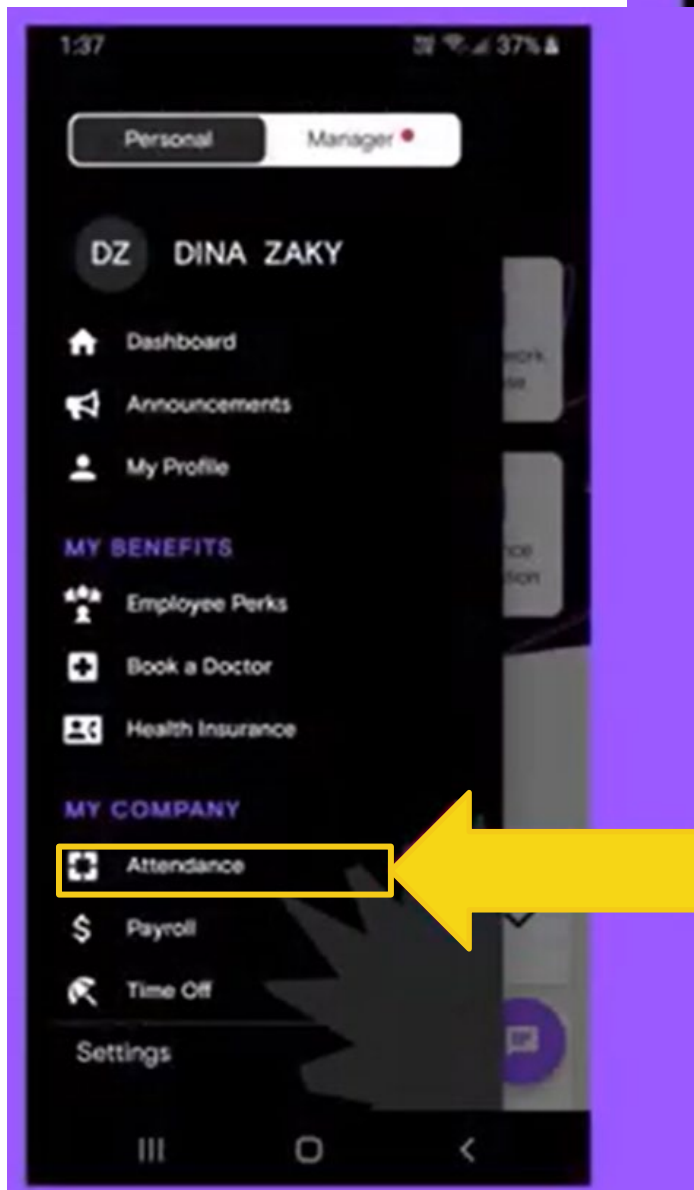 1:37
37%
Personal
Manager
DZ DINA ZAKY
Dashboard
Announcements
My Profile
MY BENEFITS
Employee Perks
Book a Doctor
Health Insurance
MY COMPANY
Attendance
Payroll
Time Off
Settings